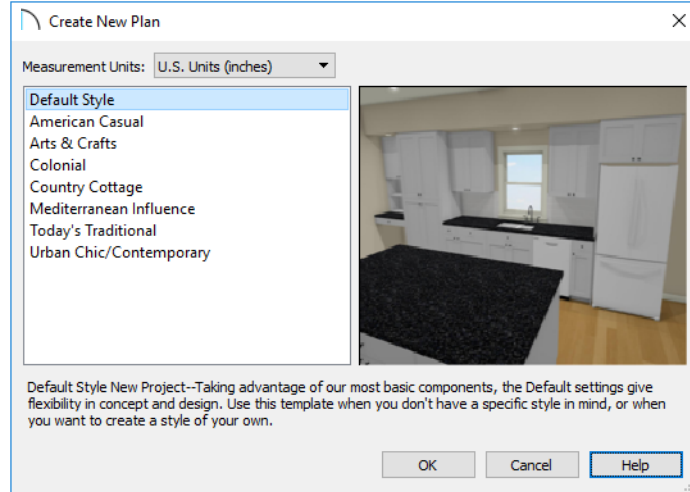 Create New Plan
Measurement Units: U.S. Units (inches)
Default Style
American Casual
Arts & Crafts
Colonial
Country Cottage
Mediterranean Influence
Today's Traditional
Urban Chic/Contemporary
Default Style New Project--Taking advantage of our most basic components, the Default settings give
flexibility in concept and design. Use this template when you don't have a specific style in mind, or when
you want to create a style of your own.
OK Cancel Help